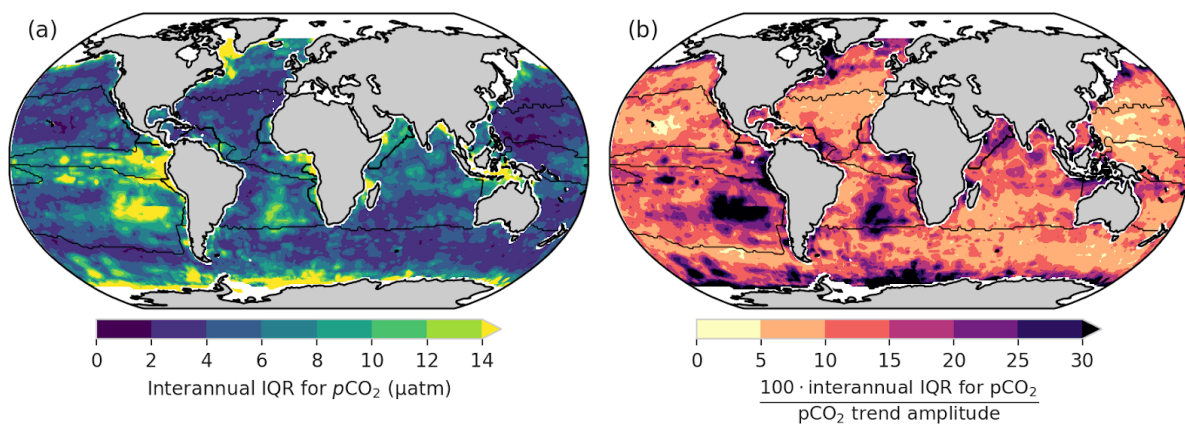 (a)
(b)
0 2 4 6 8 10 12 14
Interannual IQR for pCO₂ (µatm)
0 5 10 15 20 25 30
100 · interannual IQR for pCO₂
pCO₂ trend amplitude